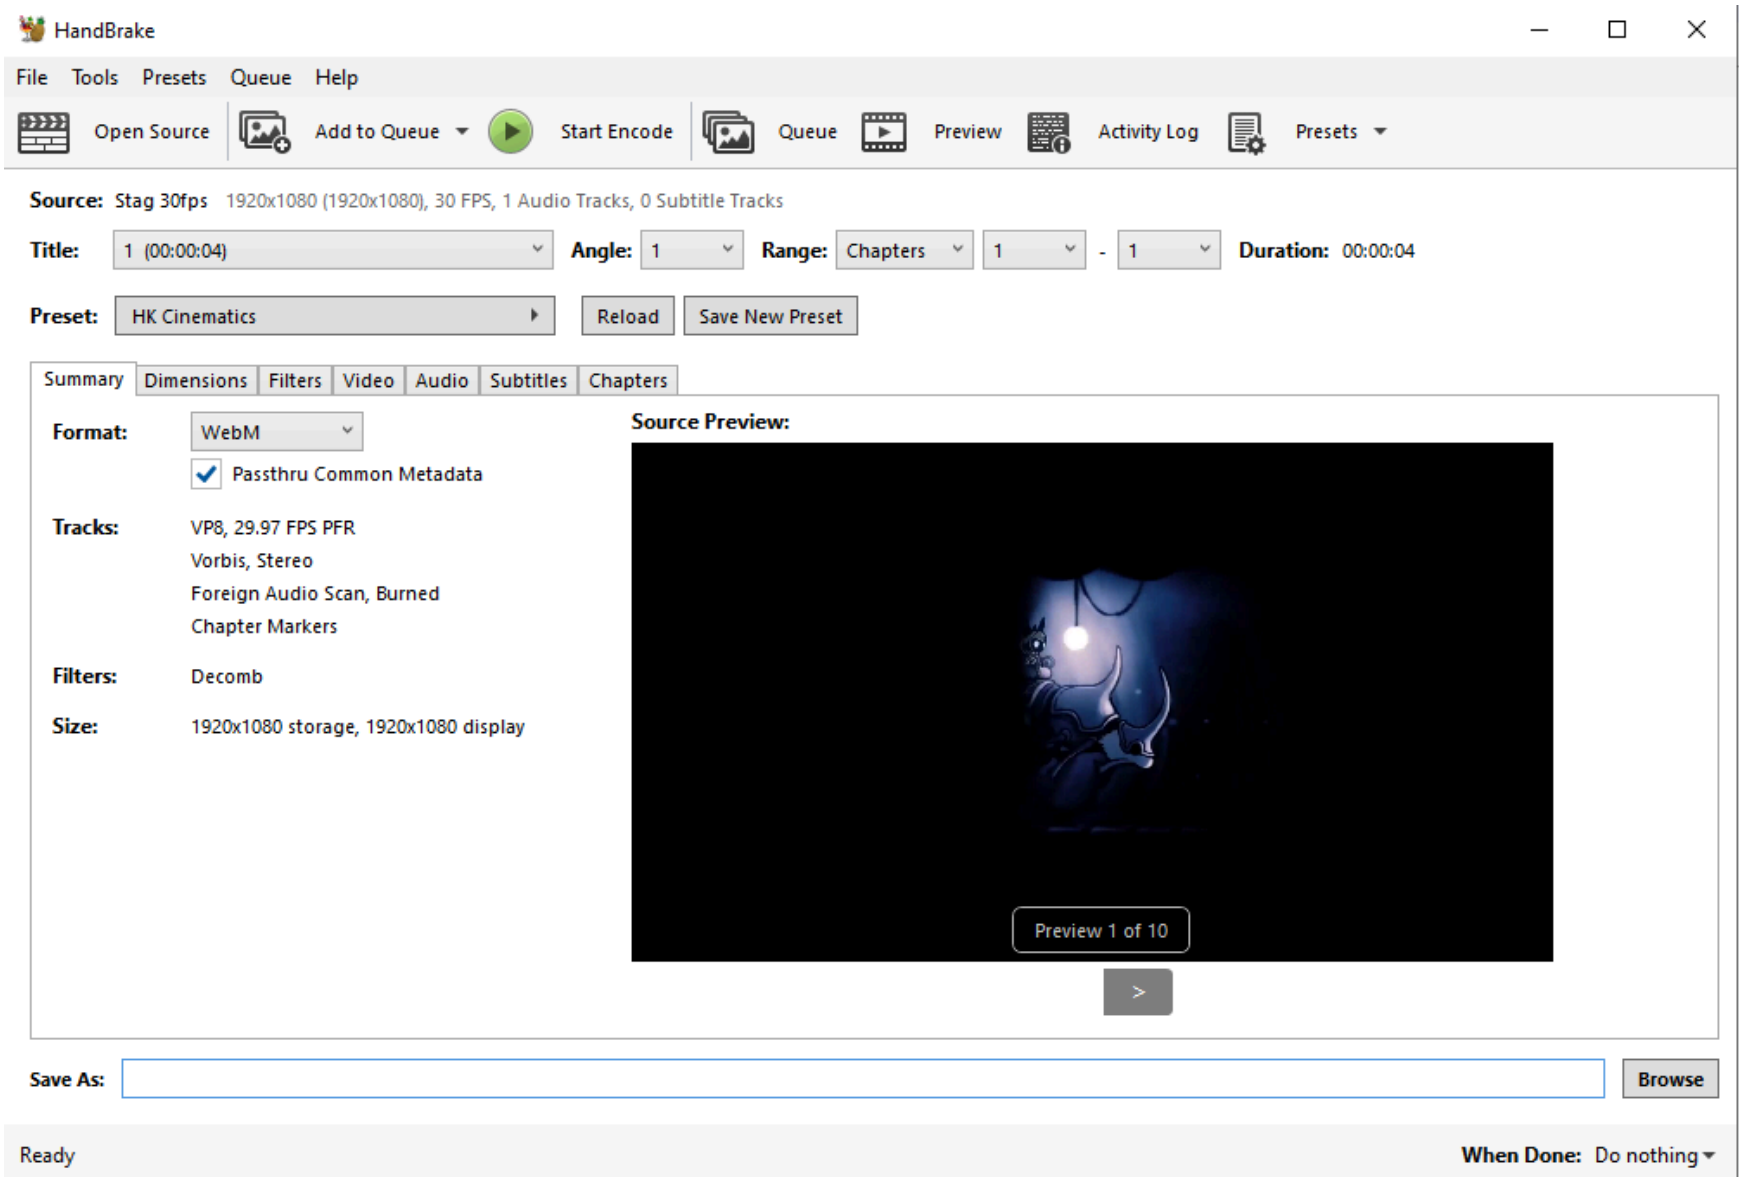 HandBrake
File Tools Presets Queue Help
Open Source Add to Queue Start Encode Queue Preview Activity Log Presets
Source: Stag 30fps 1920x1080 (1920x1080), 30 FPS, 1 Audio Tracks, 0 Subtitle Tracks
Title: 1 (00:00:04) Angle: 1 Range: Chapters 1 - 1 Duration: 00:00:04
Preset: HK Cinematics Reload Save New Preset
Summary Dimensions Filters Video Audio Subtitles Chapters
Format: WebM
Passthru Common Metadata
Tracks: VP8, 29.97 FPS PFR
Vorbis, Stereo
Foreign Audio Scan, Burned
Chapter Markers
Filters: Decomb
Size: 1920x1080 storage, 1920x1080 display
Source Preview:
Preview 1 of 10
>
Save As: Browse
Ready When Done: Do nothing